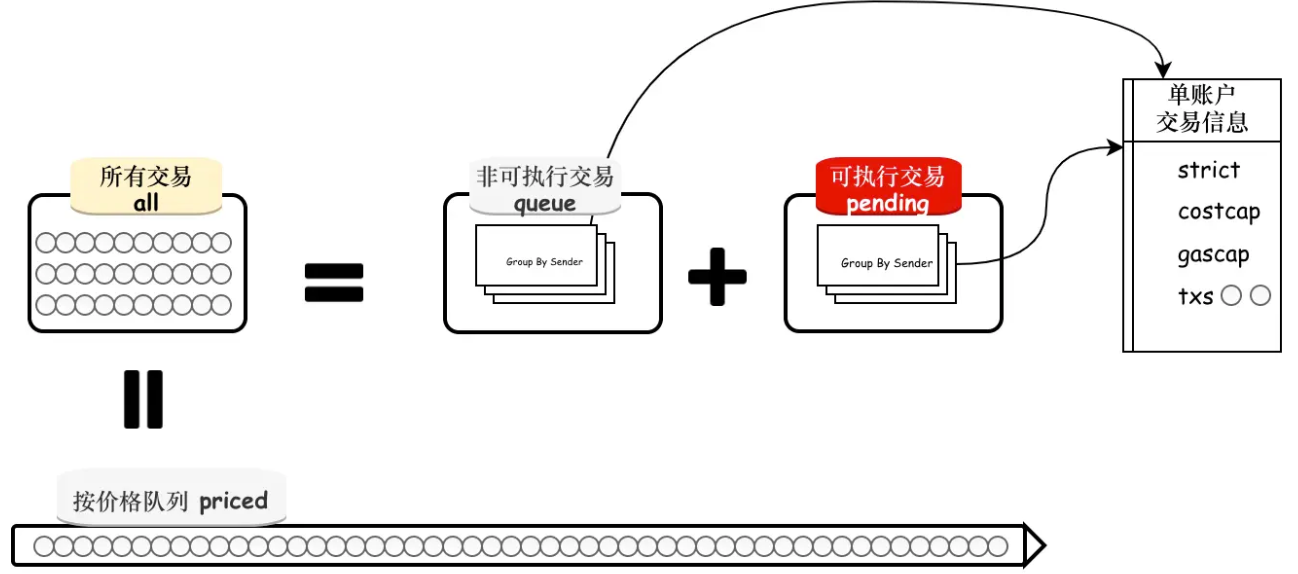 单账户
交易信息
所有交易
all
非可执行交易
queue
可执行交易
pending
strict
costcap
gascap
txs
Group By Sender
Group By Sender
按价格队列 priced